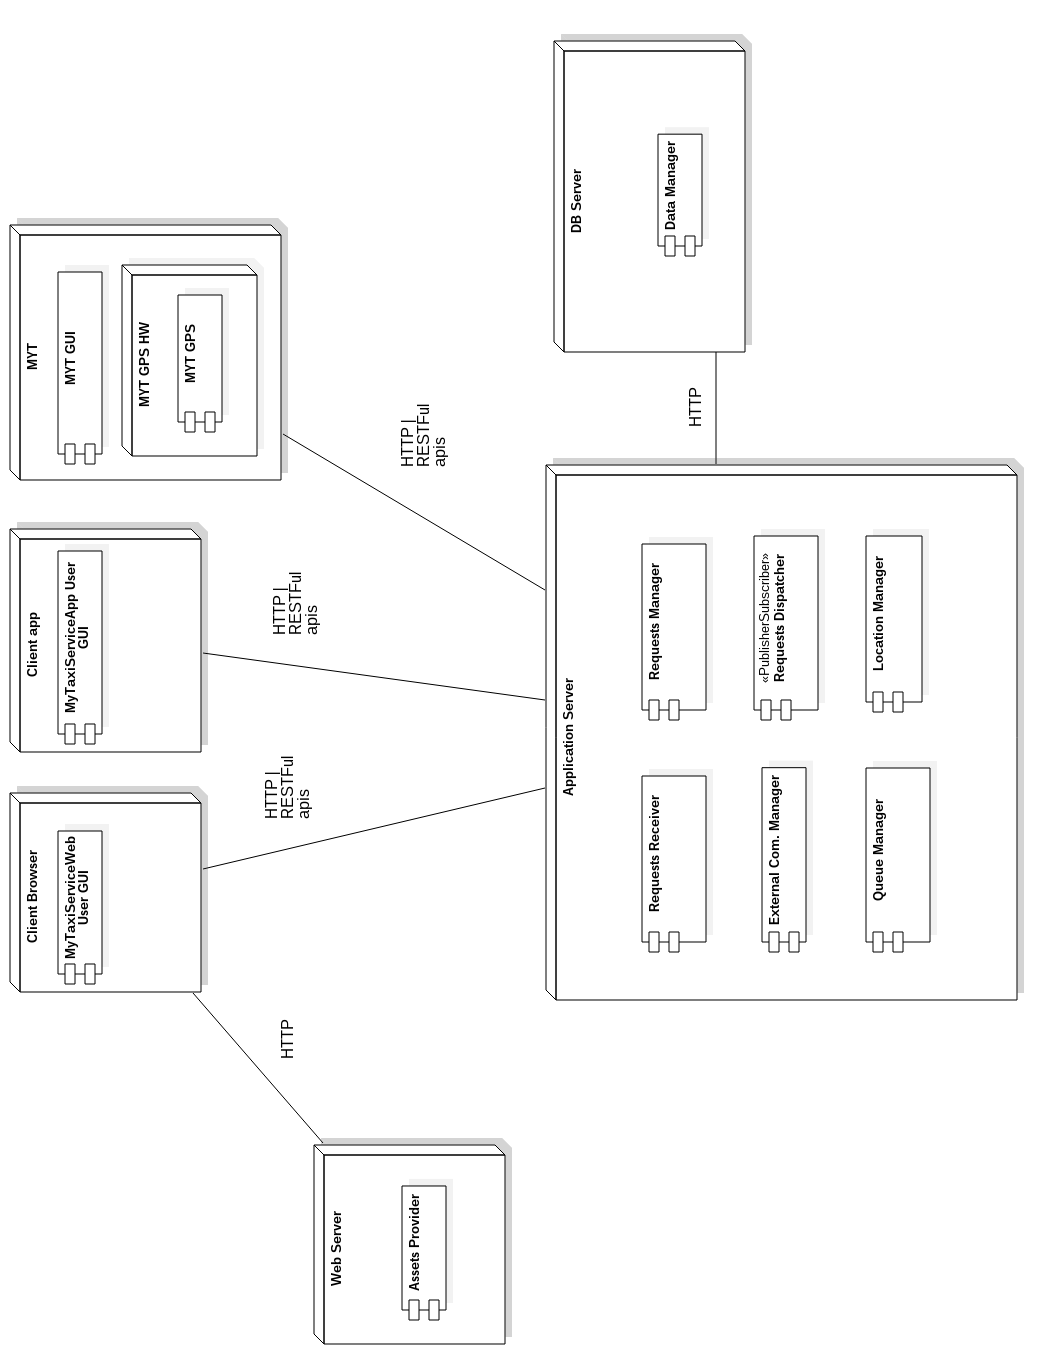 Web Server
Assets Provider
HTTP
Client Browser
MyTaxiServiceWeb
User GUI
Client app
MyTaxiServiceApp User
GUI
MYT
MYT GUI
MYT GPS HW
MYT GPS
HTTP |
RESTFul
apis
HTTP |
RESTFul
apis
HTTP |
RESTFul
apis
Application Server
Requests Receiver
Requests Manager
External Com. Manager
«PublisherSubscriber»
Requests Dispatcher
Queue Manager
Location Manager
HTTP
DB Server
Data Manager